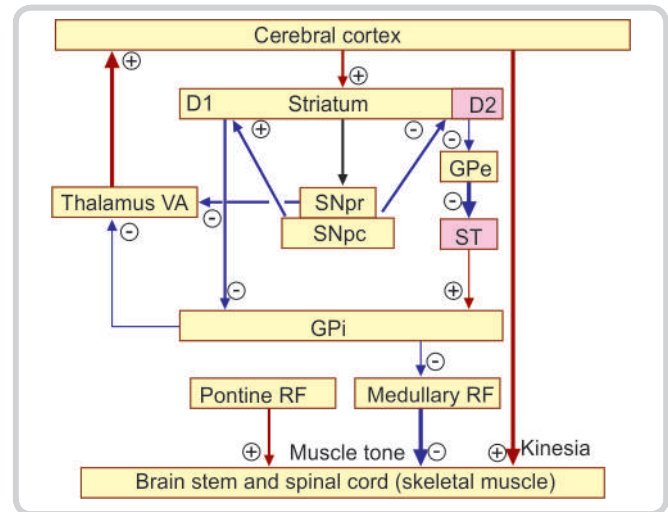 Cerebral cortex
+
+
D1 Striatum D2
+
-
-
GPe
-
Thalamus VA
-
-
SNpr
SNpc
ST
-
+
GPi
-
Pontine RF
Medullary RF
+
Muscle tone
-
+
Kinesia
Brain stem and spinal cord (skeletal muscle)